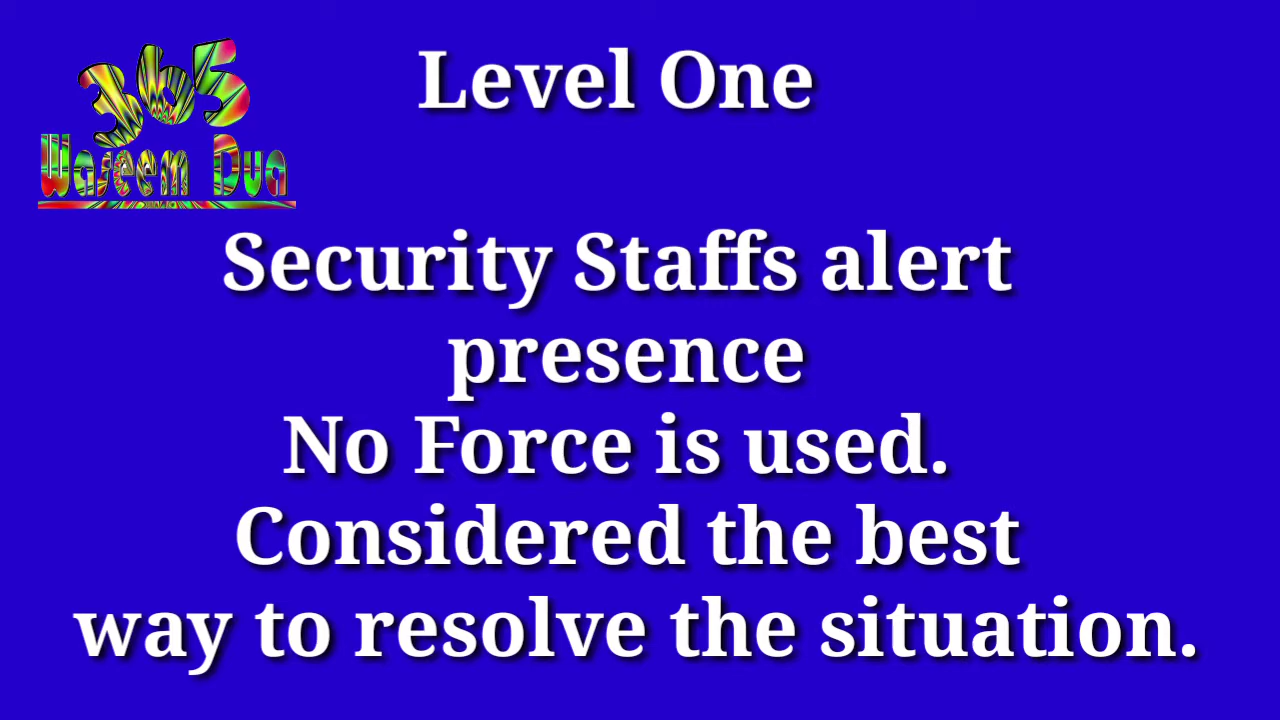 365
Waseem Dua
Level One
Security Staffs alert
presence
No Force is used.
Considered the best
way to resolve the situation.